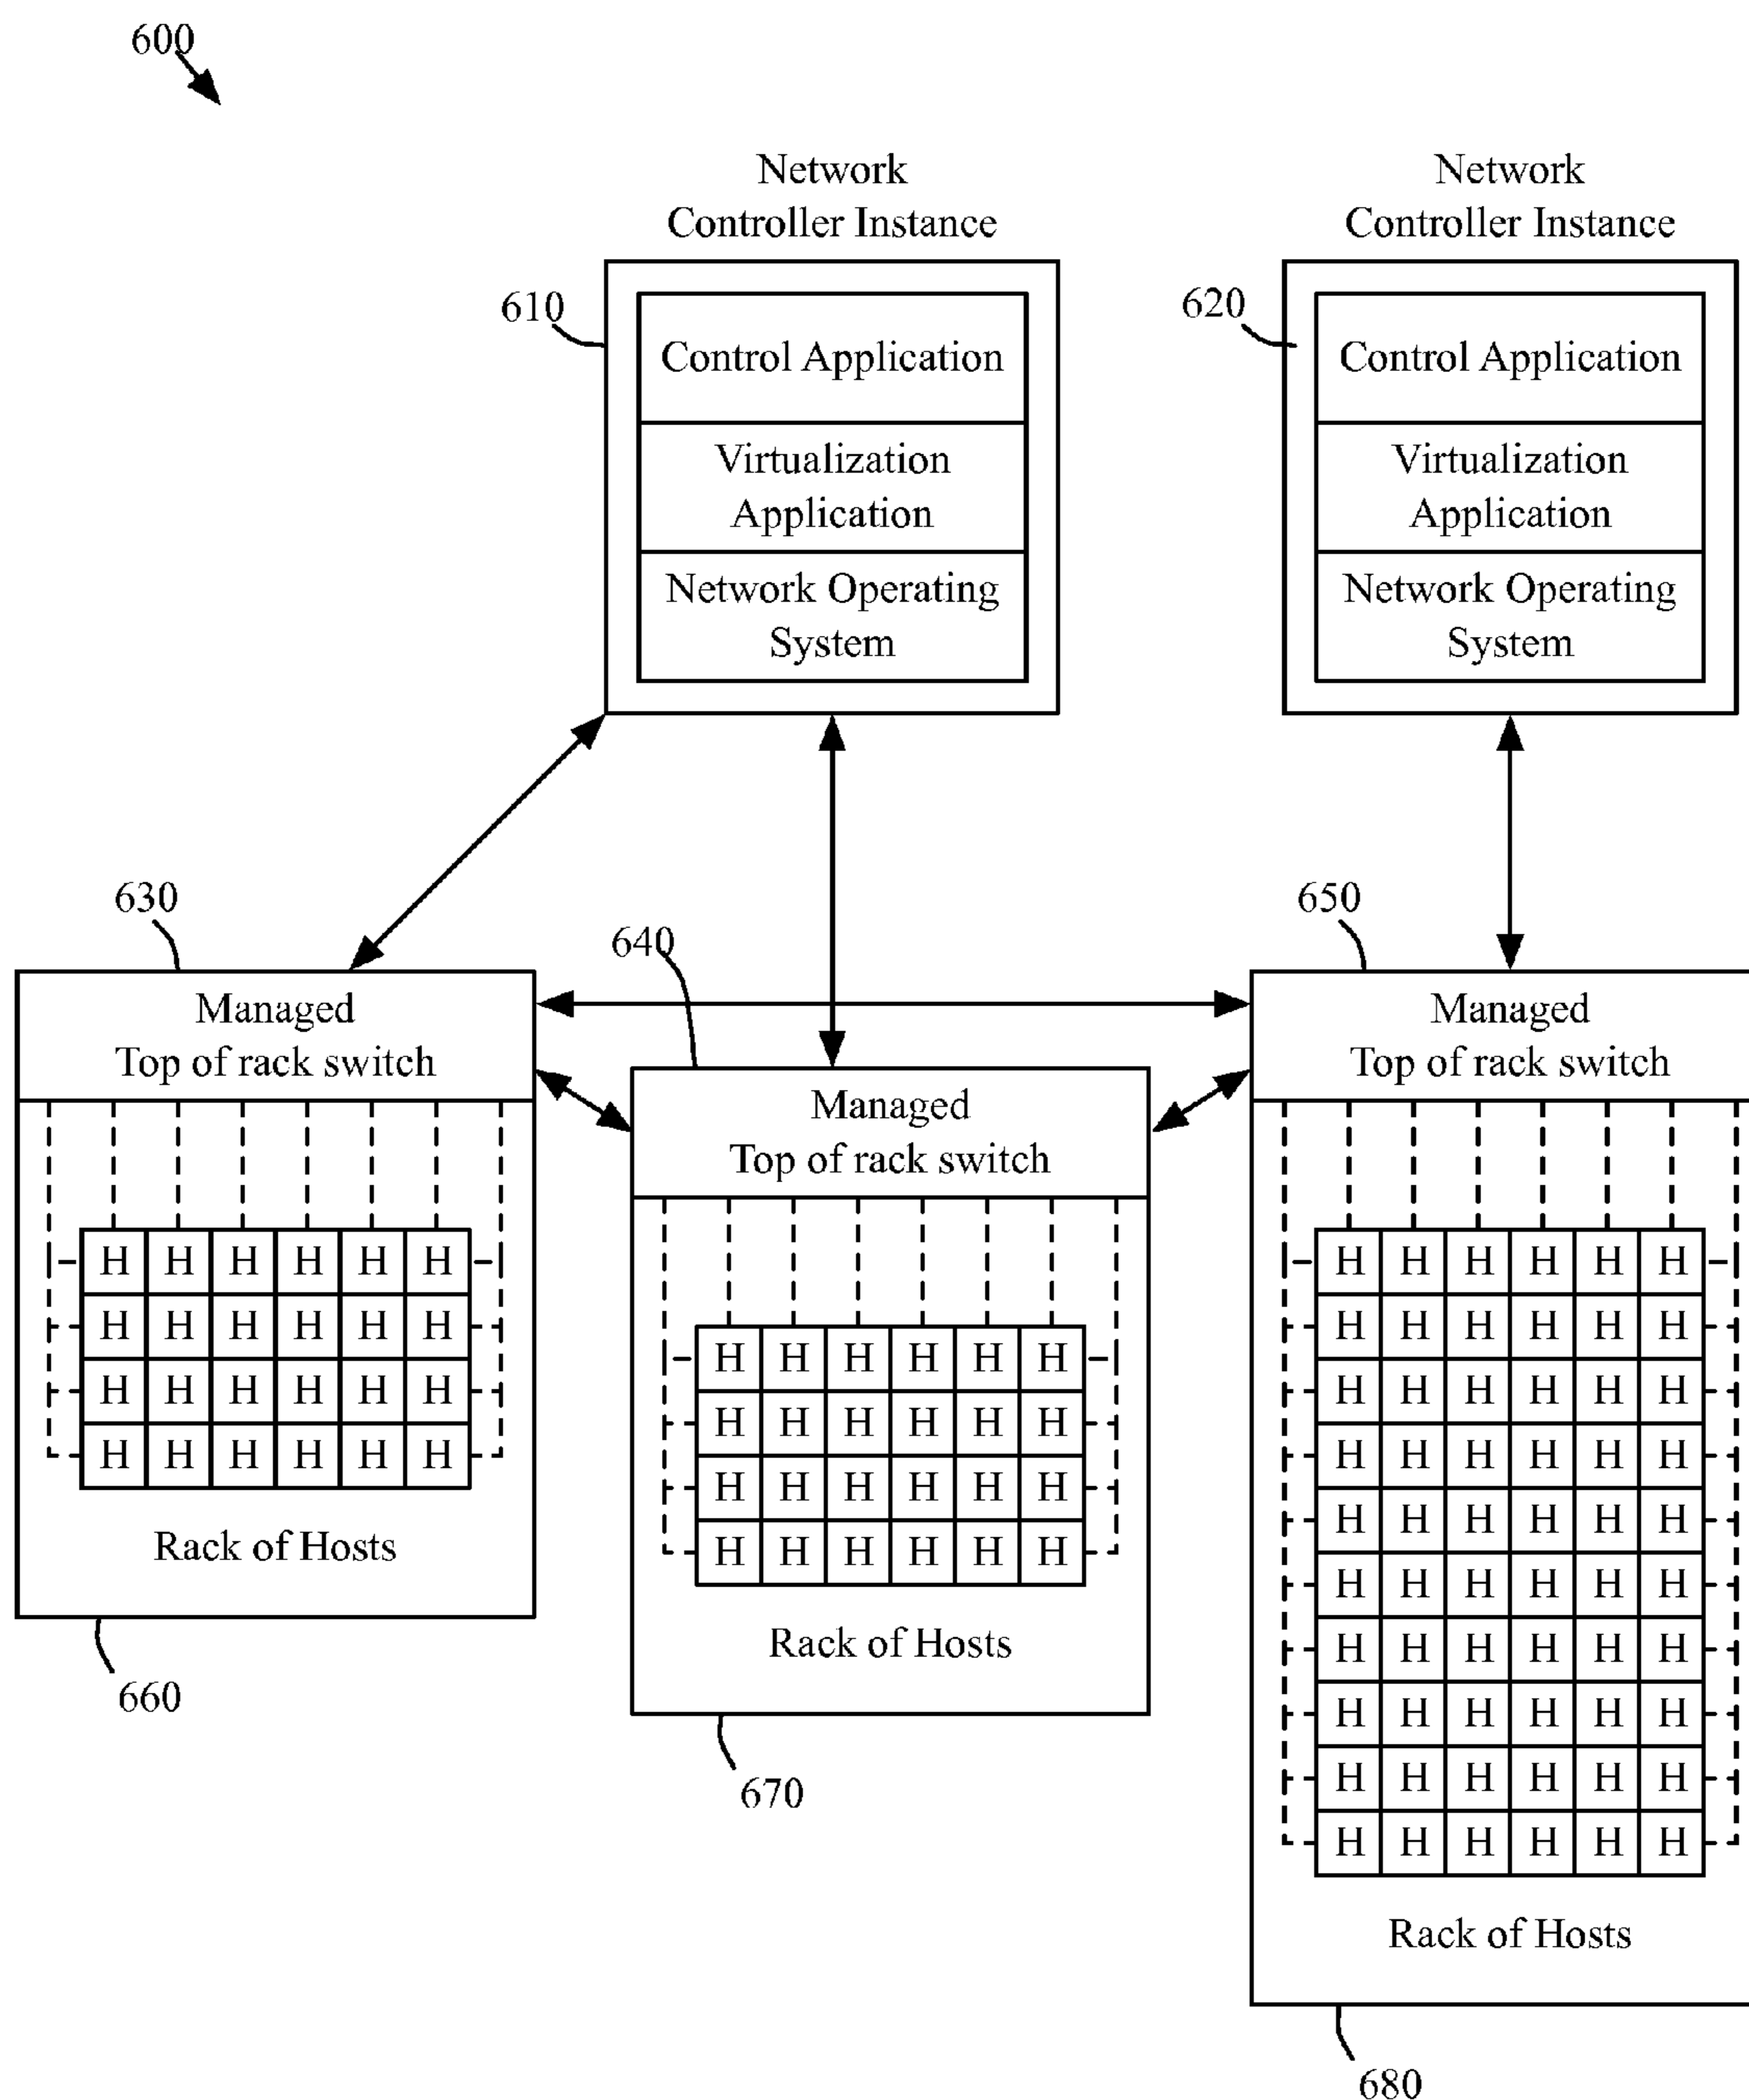 600
Network
Controller Instance
610
Control Application
Virtualization
Application
Network Operating
System
Network
Controller Instance
620
Control Application
Virtualization
Application
Network Operating
System
630
Managed
Top of rack switch
H H H H H H
H H H H H H
H H H H H H
H H H H H H
Rack of Hosts
660
640
Managed
Top of rack switch
H H H H H H
H H H H H H
H H H H H H
H H H H H H
Rack of Hosts
670
650
Managed
Top of rack switch
H H H H H H
H H H H H H
H H H H H H
H H H H H H
H H H H H H
H H H H H H
H H H H H H
H H H H H H
H H H H H H
H H H H H H
Rack of Hosts
680